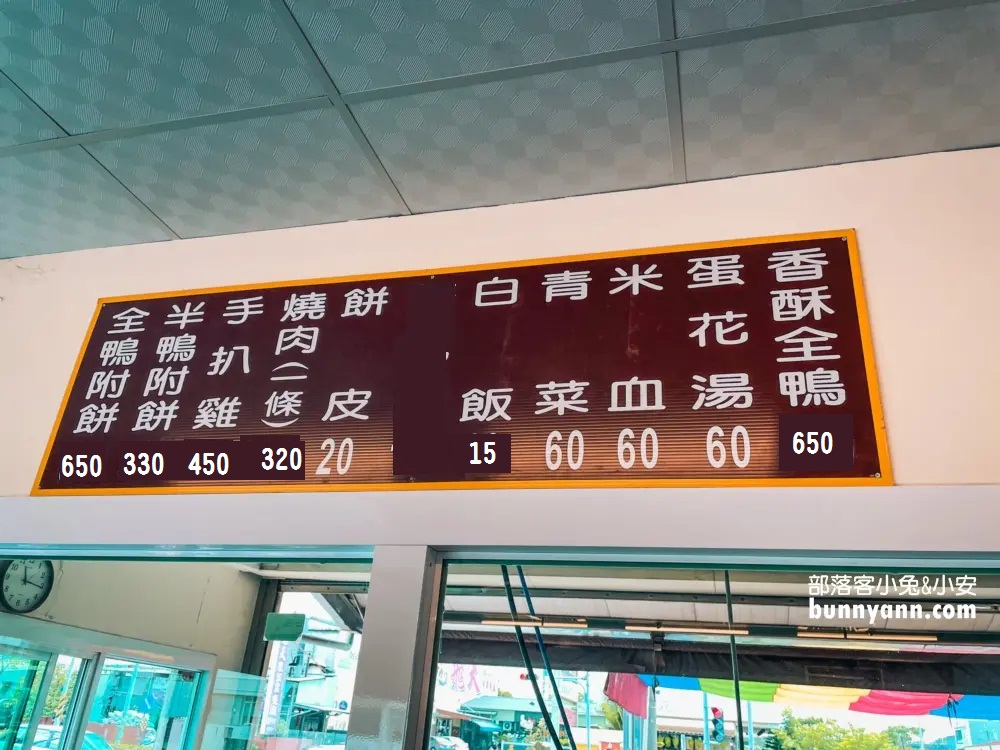 全鴨附餅 650
半鴨附餅 330
手扒雞 450
燒肉(一條) 320
餅皮 20
白飯 15
青菜 60
米血 60
蛋花湯 60
香酥全鴨 650
部落客小兔&小安
bunnyann.com